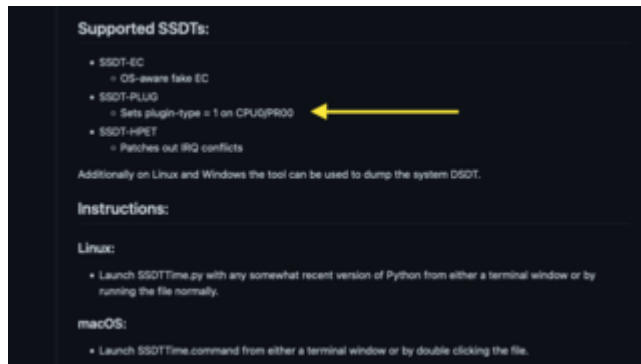 Supported SSDTs:
SSDT-EC
OS-aware fake EC
SSDT-PLUG
Sets plugin-type = 1 on CPU0/PR00
SSDT-HPET
Patches out IRQ conflicts
Additionally on Linux and Windows the tool can be used to dump the system DSDT.
Instructions:
Linux:
Launch SSDTTime.py with any somewhat recent version of Python from either a terminal window or by
running the file normally.
macOS:
Launch SSDTTime.command from either a terminal window or by double clicking the file.